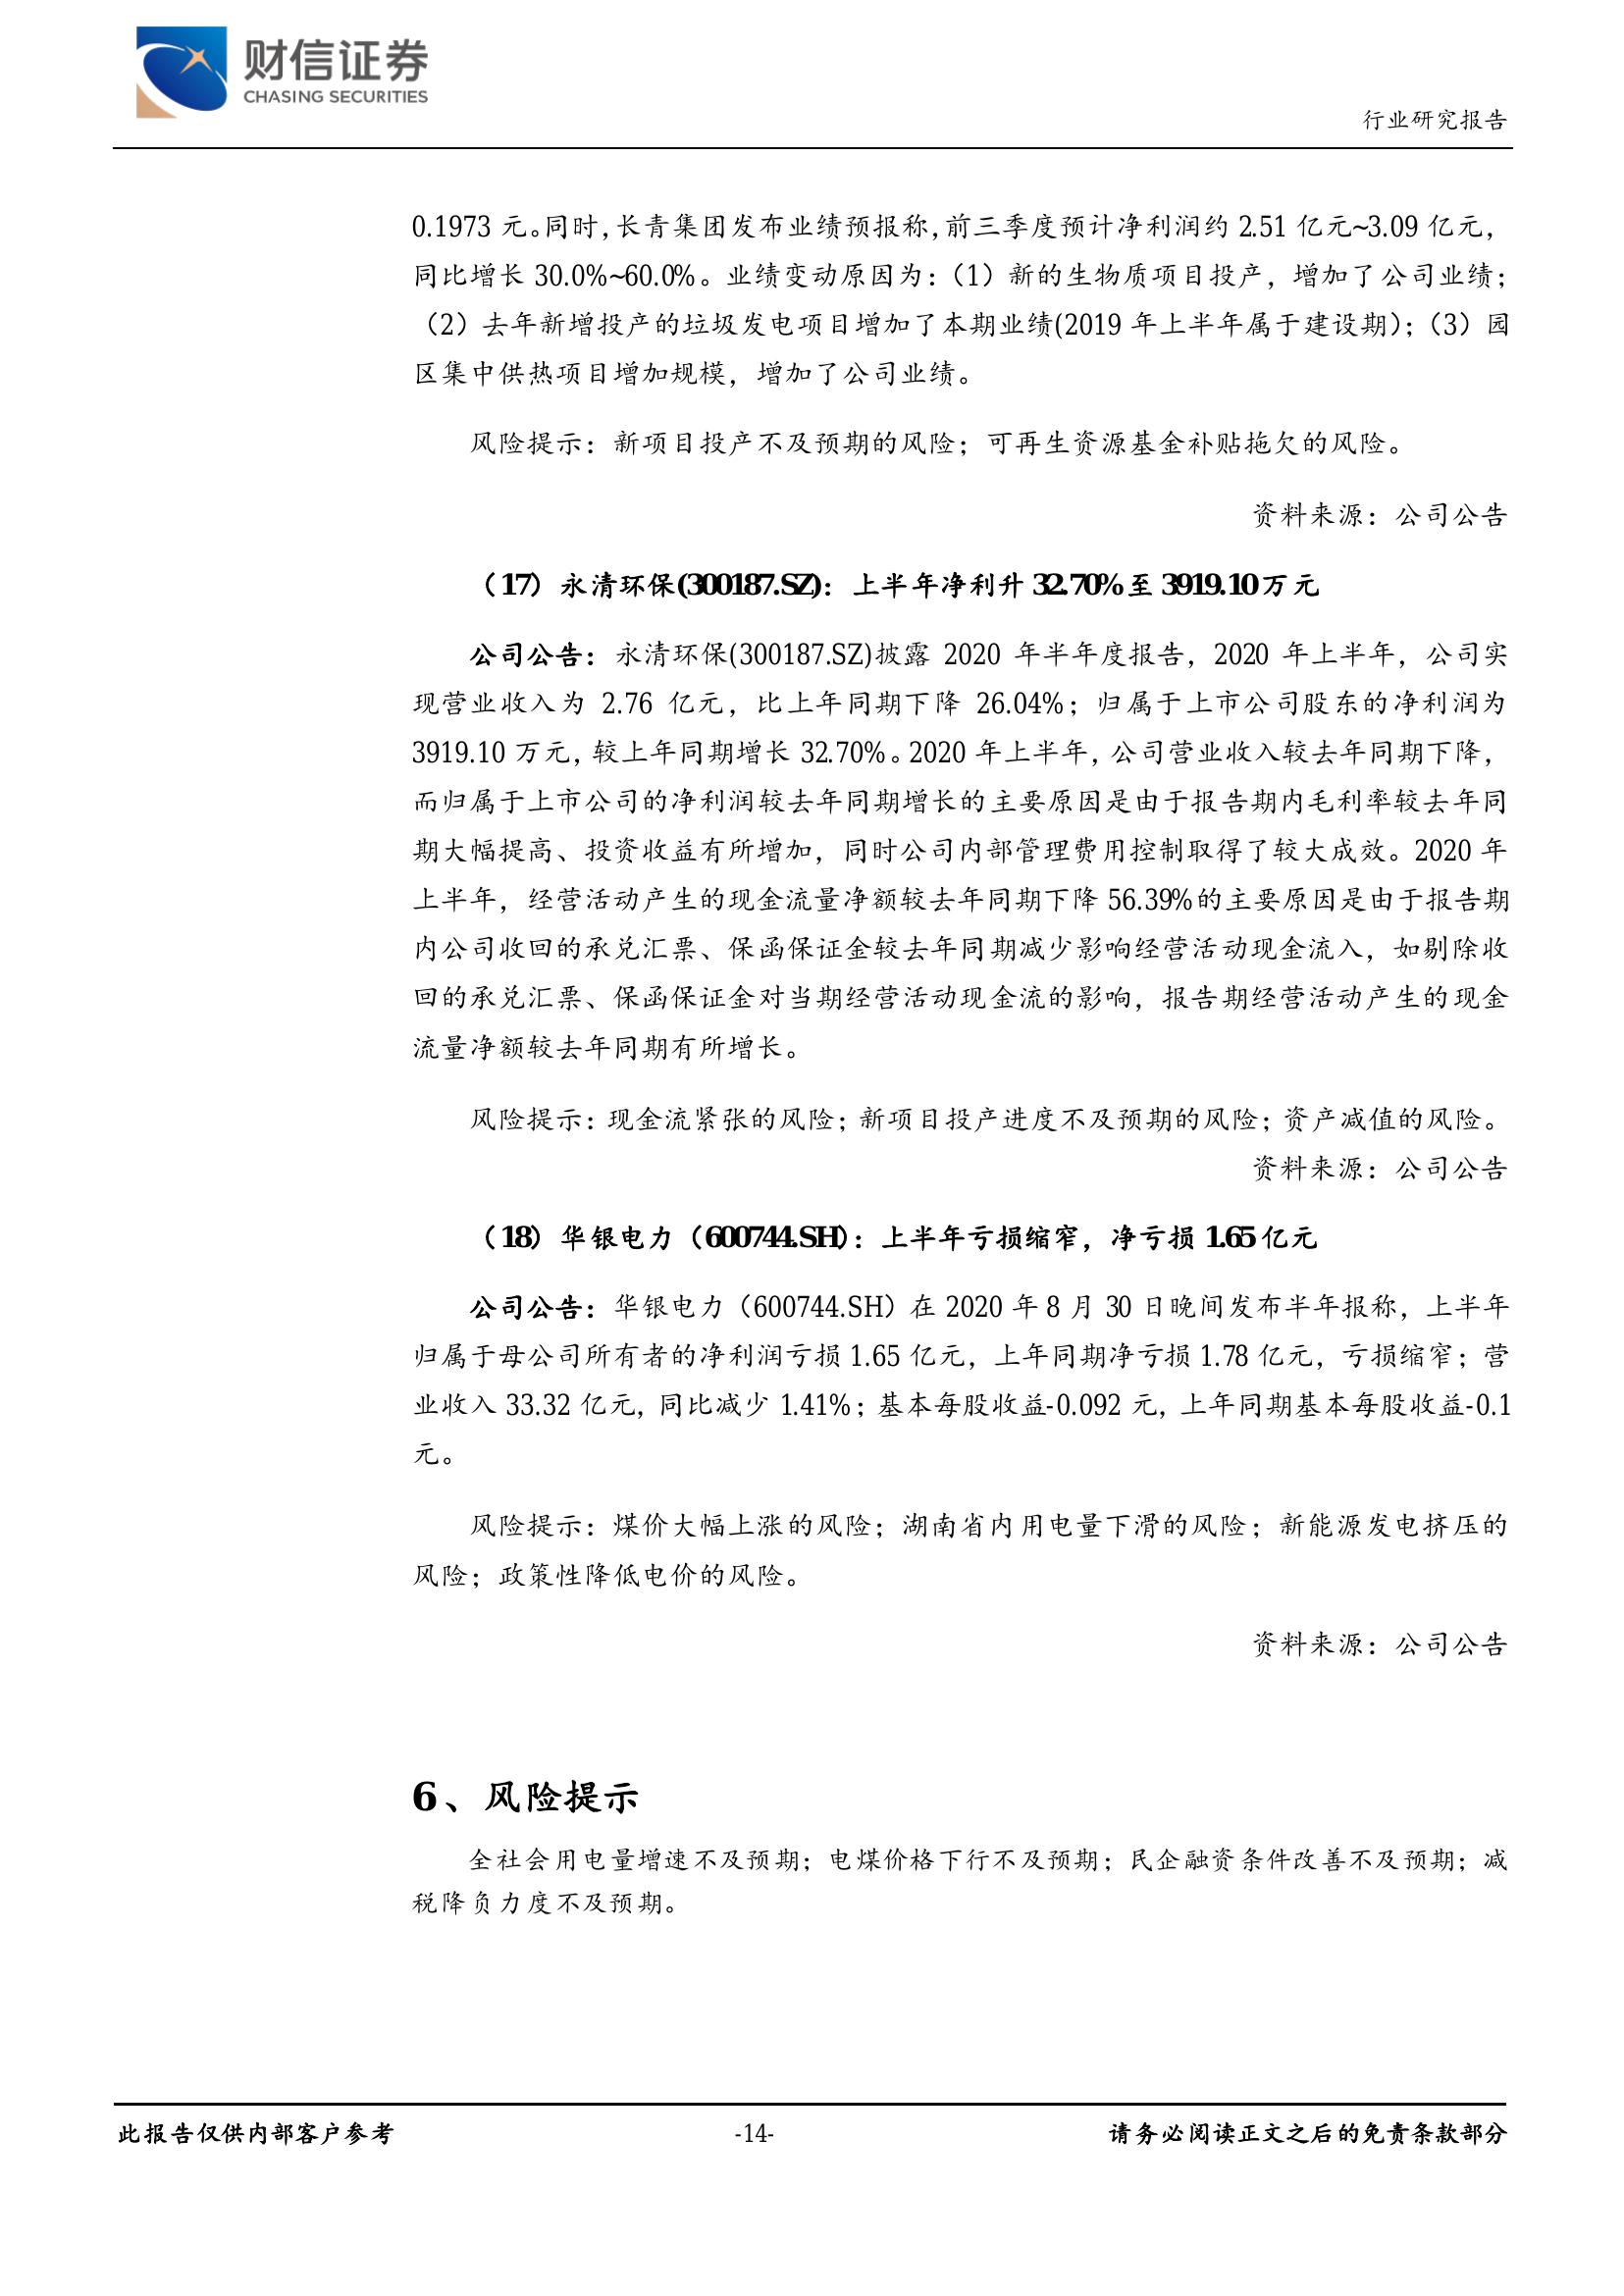 财信证券
CHASING SECURITIES
行业研究报告
0.1973 元。同时，长青集团发布业绩预报称，前三季度预计净利润约 2.51 亿元~3.09 亿元，
同比增长 30.0%~60.0%。业绩变动原因为：（1）新的生物质项目投产，增加了公司业绩；
（2）去年新增投产的垃圾发电项目增加了本期业绩(2019 年上半年属于建设期)；（3）园
区集中供热项目增加规模，增加了公司业绩。
风险提示：新项目投产不及预期的风险；可再生资源基金补贴拖欠的风险。
资料来源：公司公告
（17）永清环保(300187.SZ)：上半年净利升 32.70%至 3919.10 万元
公司公告：永清环保(300187.SZ)披露 2020 年半年度报告，2020 年上半年，公司实
现营业收入为 2.76 亿元，比上年同期下降 26.04%；归属于上市公司股东的净利润为
3919.10 万元，较上年同期增长 32.70%。2020 年上半年，公司营业收入较去年同期下降，
而归属于上市公司的净利润较去年同期增长的主要原因是由于报告期内毛利率较去年同
期大幅提高、投资收益有所增加，同时公司内部管理费用控制取得了较大成效。2020 年
上半年，经营活动产生的现金流量净额较去年同期下降 56.39%的主要原因是由于报告期
内公司收回的承兑汇票、保函保证金较去年同期减少影响经营活动现金流入，如剔除收
回的承兑汇票、保函保证金对当期经营活动现金流的影响，报告期经营活动产生的现金
流量净额较去年同期有所增长。
风险提示：现金流紧张的风险；新项目投产进度不及预期的风险；资产减值的风险。
资料来源：公司公告
（18）华银电力（600744.SH）：上半年亏损缩窄，净亏损 1.65 亿元
公司公告：华银电力（600744.SH）在 2020 年 8 月 30 日晚间发布半年报称，上半年
归属于母公司所有者的净利润亏损 1.65 亿元，上年同期净亏损 1.78 亿元，亏损缩窄；营
业收入 33.32 亿元，同比减少 1.41%；基本每股收益-0.092 元，上年同期基本每股收益-0.1
元。
风险提示：煤价大幅上涨的风险；湖南省内用电量下滑的风险；新能源发电挤压的
风险；政策性降低电价的风险。
资料来源：公司公告
6、风险提示
全社会用电量增速不及预期；电煤价格下行不及预期；民企融资条件改善不及预期；减
税降负力度不及预期。
此报告仅供内部客户参考
-14-
请务必阅读正文之后的免责条款部分